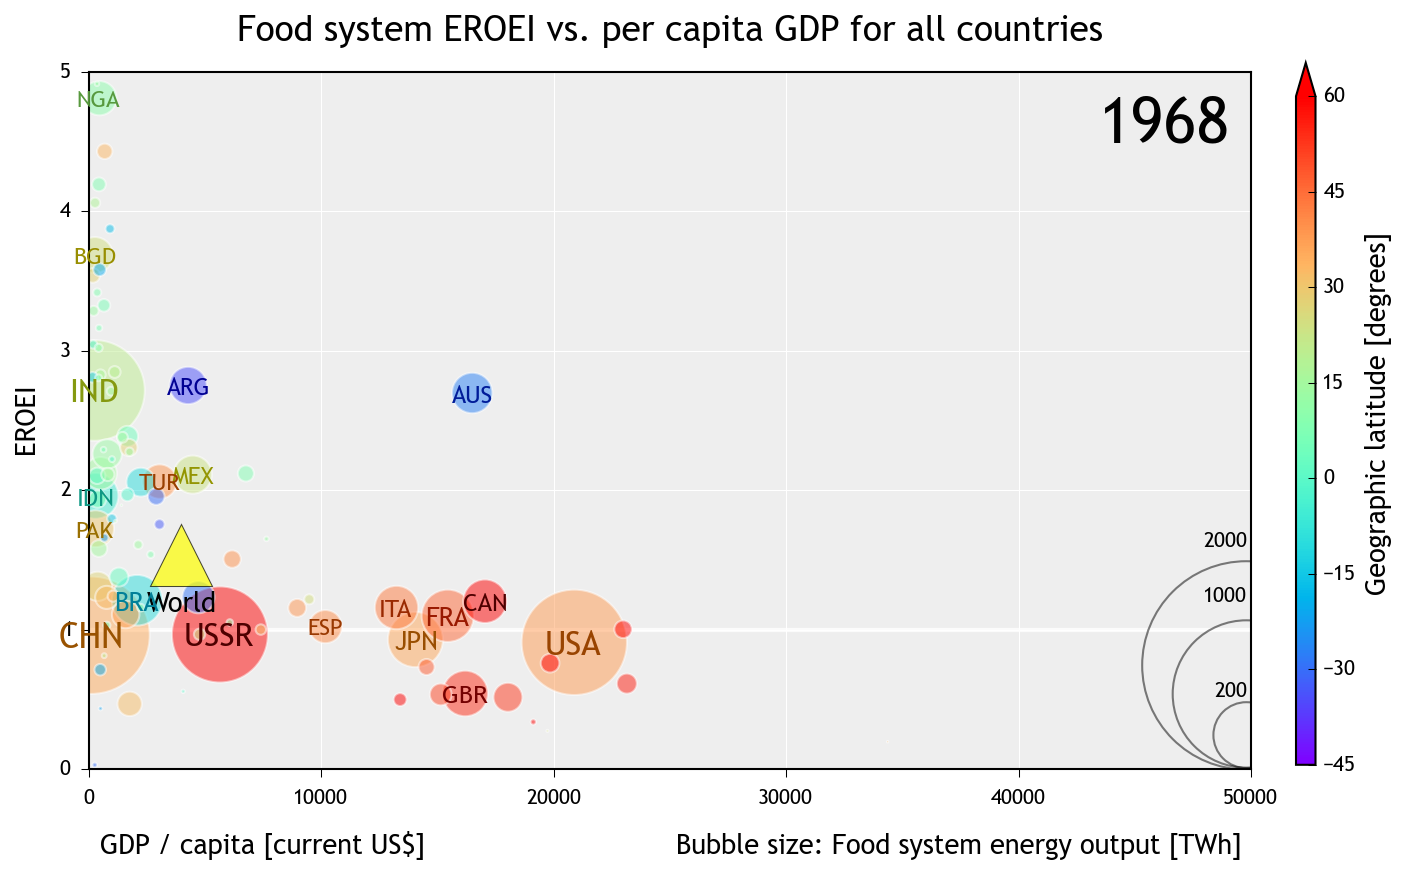 Food system EROEI vs. per capita GDP for all countries
1968
EROEI
5
4
3
2
1
0
NGA
BGD
IND
ARG
AUS
TUR
MEX
IDN
PAK
BRA
World
CHN
USSR
ESP
ITA
FRA
JPN
CAN
GBR
USA
2000
1000
200
0
10000
20000
30000
40000
50000
GDP / capita [current US$]
Bubble size: Food system energy output [TWh]
60
45
30
15
0
−15
−30
−45
Geographic latitude [degrees]